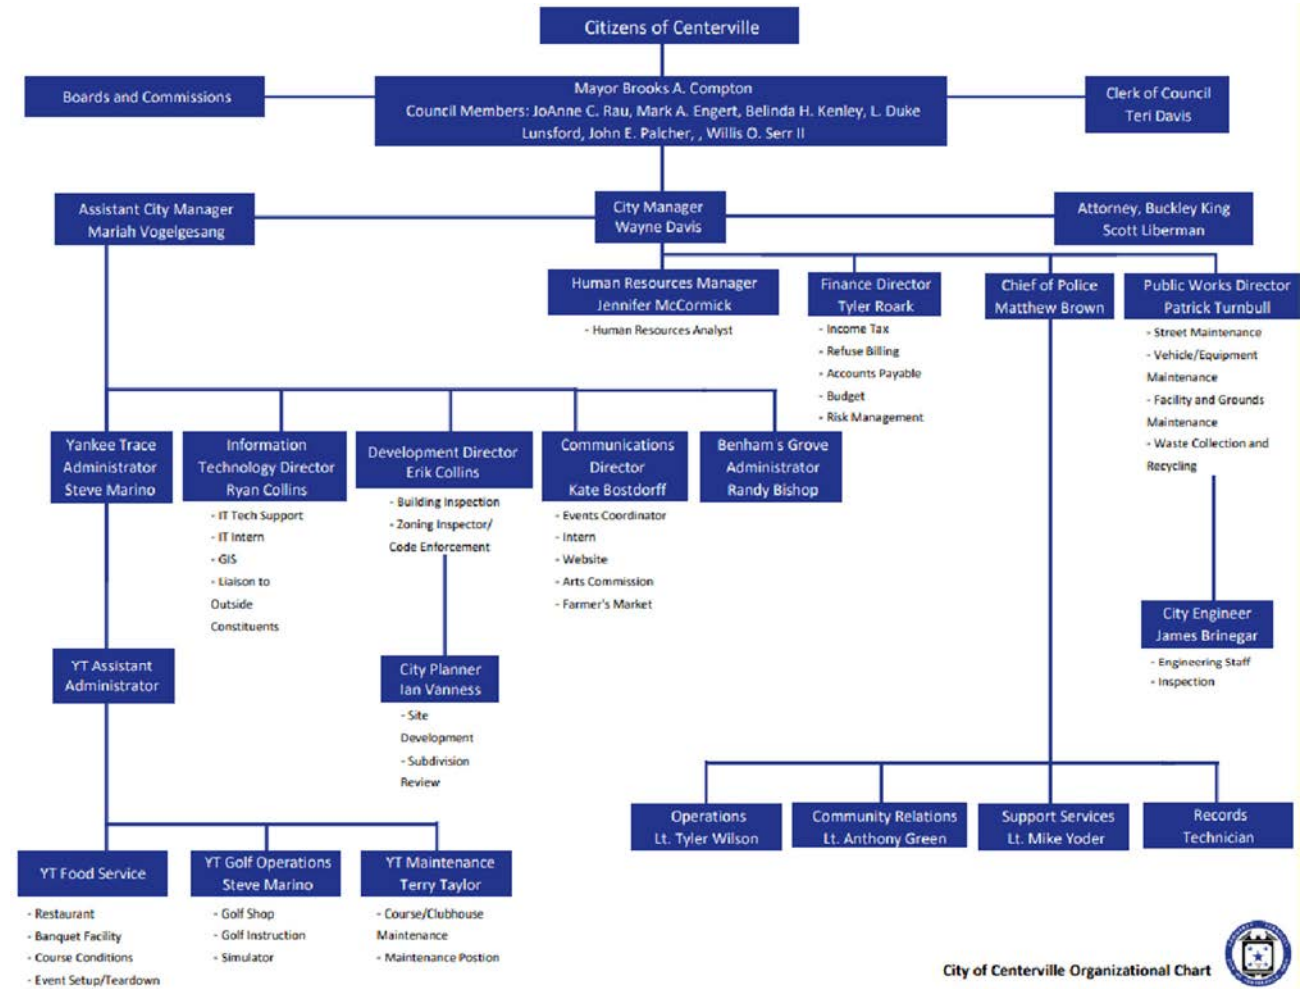 Citizens of Centerville
Boards and Commissions
Mayor Brooks A. Compton
Council Members: JoAnne C. Rau, Mark A. Engert, Belinda H. Kenley, L. Duke
Lunsford, John E. Palcher, , Willis O. Serr II
Clerk of Council
Teri Davis
Assistant City Manager
Mariah Vogelgesang
City Manager
Wayne Davis
Attorney, Buckley King
Scott Liberman
Human Resources Manager
Jennifer McCormick
- Human Resources Analyst
Finance Director
Tyler Roark
- Income Tax
- Refuse Billing
- Accounts Payable
- Budget
- Risk Management
Chief of Police
Matthew Brown
Public Works Director
Patrick Turnbull
- Street Maintenance
- Vehicle/Equipment
Maintenance
- Facility and Grounds
Maintenance
- Waste Collection and
Recycling
Yankee Trace
Administrator
Steve Marino
Information
Technology Director
Ryan Collins
- IT Tech Support
- IT Intern
- GIS
- Liaison to
Outside
Constituents
Development Director
Erik Collins
- Building Inspection
- Zoning Inspector/
Code Enforcement
Communications
Director
Kate Bostdorff
- Events Coordinator
- Intern
- Website
- Arts Commission
- Farmer's Market
Benham's Grove
Administrator
Randy Bishop
City Engineer
James Brinegar
- Engineering Staff
- Inspection
YT Assistant
Administrator
City Planner
Ian Vanness
- Site
Development
- Subdivision
Review
Operations
Lt. Tyler Wilson
Community Relations
Lt. Anthony Green
Support Services
Lt. Mike Yoder
Records
Technician
YT Food Service
- Restaurant
- Banquet Facility
- Course Conditions
- Event Setup/Teardown
YT Golf Operations
Steve Marino
- Golf Shop
- Golf Instruction
- Simulator
YT Maintenance
Terry Taylor
- Course/Clubhouse
Maintenance
- Maintenance Postion
City of Centerville Organizational Chart